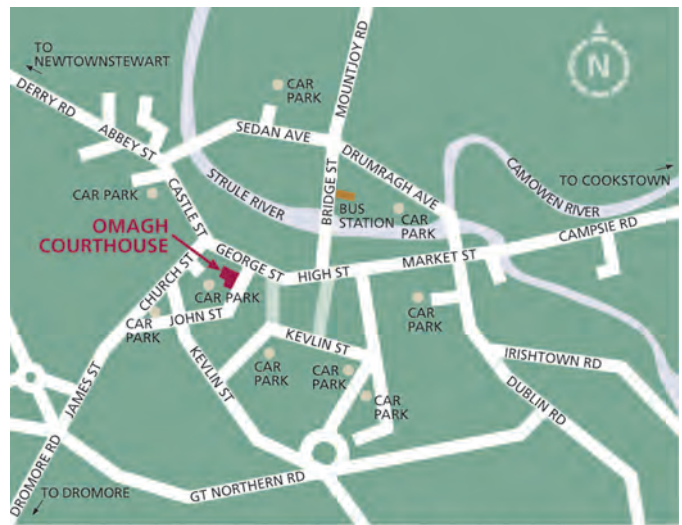 TO
NEWTOWNSTEWART
DERRY RD
ABBEY ST
CAR
PARK
MOUNTJOY RD
N
SEDAN AVE
DRUMRAGH AVE
STRULE RIVER
CAMOWEN RIVER
TO COOKSTOWN
CAR PARK
CASTLE ST
BRIDGE ST
BUS
STATION
CAR
PARK
CAMPSIE RD
OMAGH
COURTHOUSE
GEORGE ST
HIGH ST
MARKET ST
CHURCH ST
CAR PARK
CAR
PARK
JOHN ST
CAR
PARK
KEVLIN ST
CAR
PARK
CAR
PARK
CAR
PARK
IRISHTOWN RD
JAMES ST
KEVLIN ST
DUBLIN RD
DROMORE RD
TO DROMORE
GT NORTHERN RD